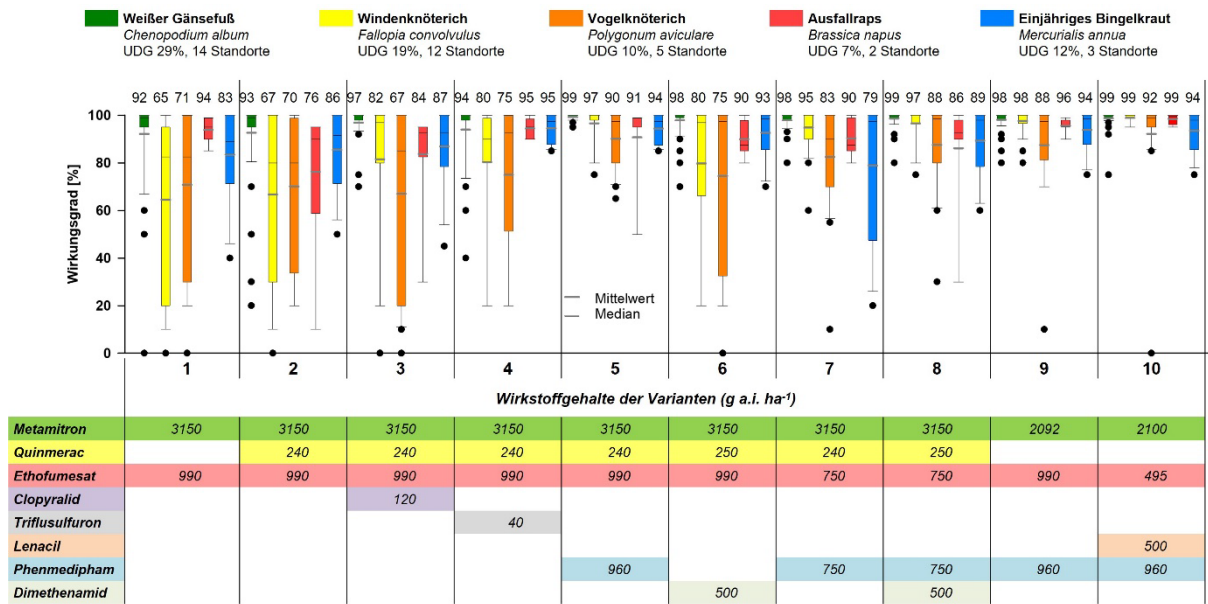 Weißer Gänsefuß Windenknöterich Vogelknöterich Ausfallraps Einjähriges Bingelkraut
Chenopodium album Fallopia convolvulus Polygonum aviculare Brassica napus Mercurialis annua
UDG 29%, 14 Standorte UDG 19%, 12 Standorte UDG 10%, 5 Standorte UDG 7%, 2 Standorte UDG 12%, 3 Standorte
92 65 71 94 83 93 67 70 76 86 97 82 67 84 87 94 80 75 95 95 99 97 90 91 94 98 80 75 90 93 98 95 83 90 79 98 97 88 86 89 98 98 88 96 94 99 99 92 99 94
Wirkungsgrad [%]
100
80
60
40
20
0
Mittelwert
Median
1 2 3 4 5 6 7 8 9 10
Wirkstoffgehalte der Varianten (g a.i. ha⁻¹)
Metamitron 3150 3150 3150 3150 3150 3150 3150 3150 2092 2100
Quinmerac 240 240 240 240 250 240 250
Ethofumesat 990 990 990 990 990 990 750 750 990 495
Clopyralid 120
Triflusulfuron 40
Lenacil 500
Phenmedipham 960 750 750 960 960
Dimethenamid 500 500